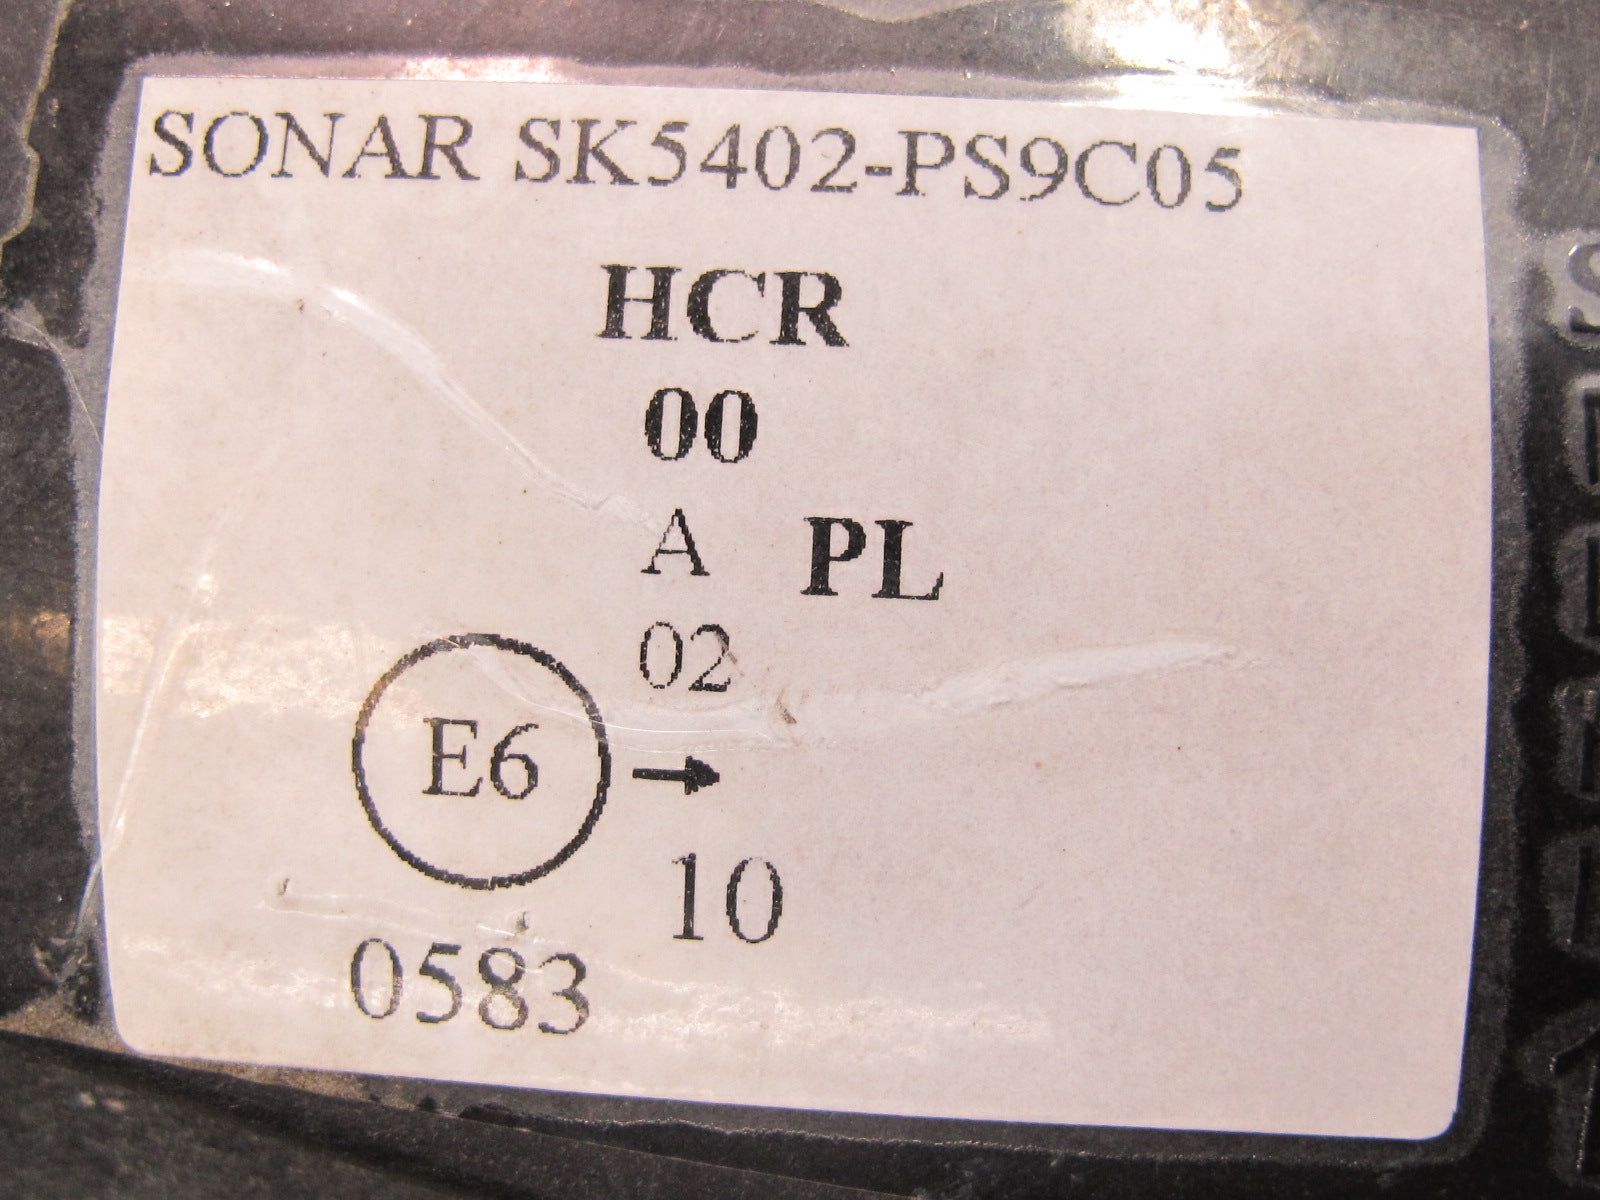 SONAR SK5402-PS9C05
HCR
00
A PL
02
E6 →
10
0583